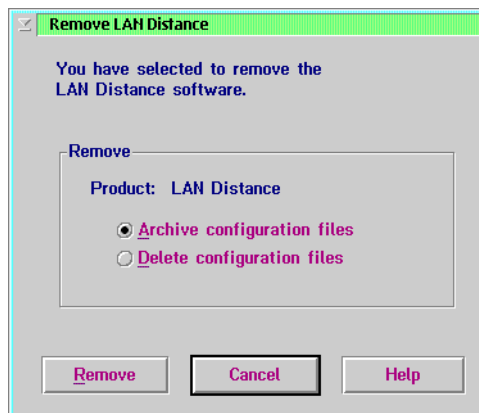 Remove LAN Distance
You have selected to remove the
LAN Distance software.
Remove
Product: LAN Distance
Archive configuration files
Delete configuration files
Remove
Cancel
Help